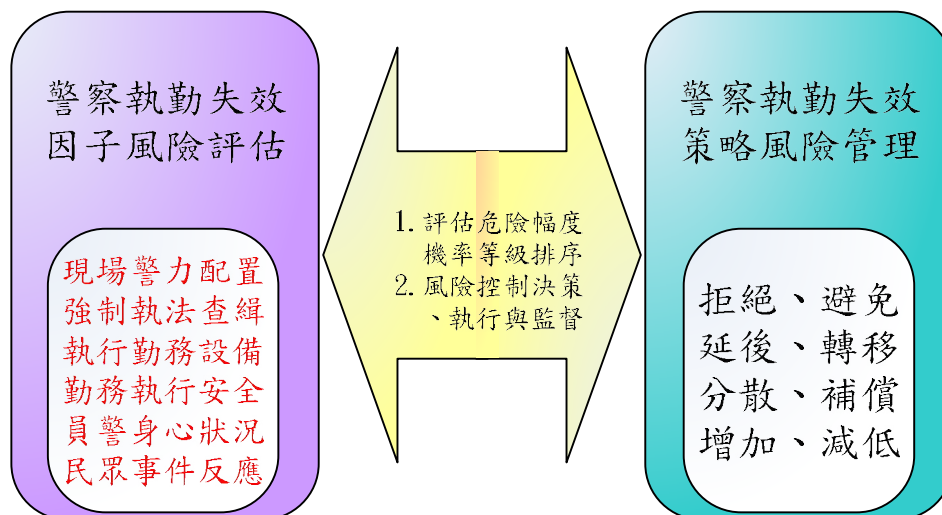 警察執勤失效
因子風險評估
現場警力配置
強制執法查緝
執行勤務設備
勤務執行安全
員警身心狀況
民眾事件反應
1. 評估危險幅度
機率等級排序
2. 風險控制決策
、執行與監督
警察執勤失效
策略風險管理
拒絕、避免
延後、轉移
分散、補償
增加、減低